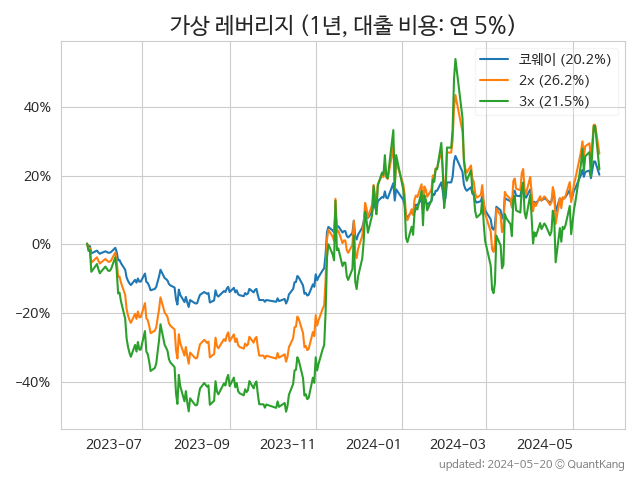 가상 레버리지 (1년, 대출 비용: 연 5%)
코웨이 (20.2%)
2x (26.2%)
3x (21.5%)
40%
20%
0%
−20%
−40%
2023-07
2023-09
2023-11
2024-01
2024-03
2024-05
updated: 2024-05-20 © QuantKang